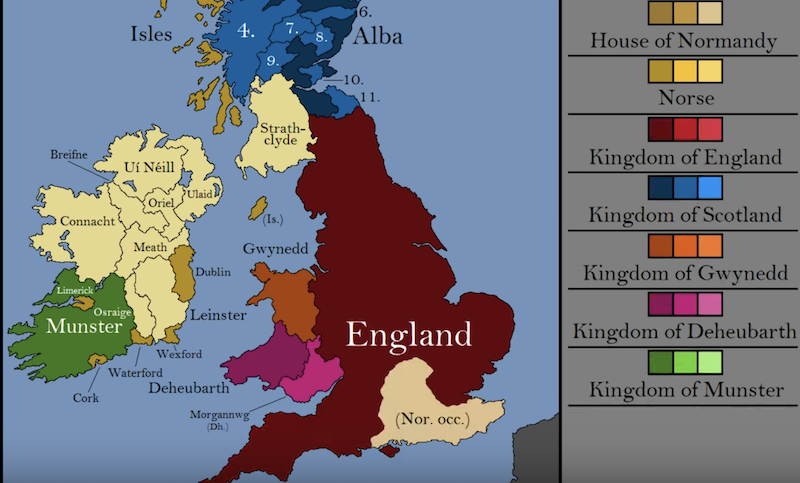 6.
Isles
4.
7.
8.
Alba
9.
10.
11.
Strath-
clyde
Breifne
Uí Néill
Ulaid
Oriel
Connacht
(Is.)
Meath
Gwynedd
Dublin
Limerick
Osraige
Munster
Leinster
England
Wexford
Waterford
Cork
Deheubarth
Morgannwg
(Dh.)
(Nor. occ.)
House of Normandy
Norse
Kingdom of England
Kingdom of Scotland
Kingdom of Gwynedd
Kingdom of Deheubarth
Kingdom of Munster